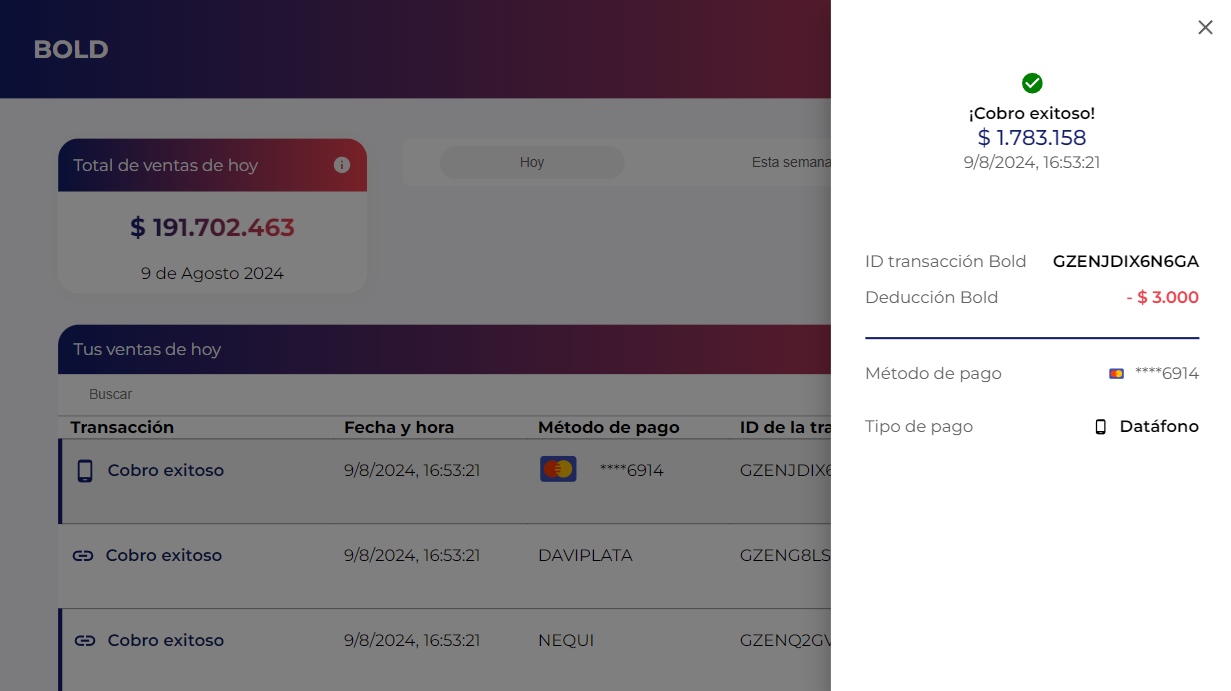 BOLD
Total de ventas de hoy
$ 191.702.463
9 de Agosto 2024
Hoy
Esta semana
Tus ventas de hoy
Buscar
Transacción Fecha y hora Método de pago ID de la tra
Cobro exitoso 9/8/2024, 16:53:21 ****6914 GZENJDIX6
Cobro exitoso 9/8/2024, 16:53:21 DAVIPLATA GZENG8LS
Cobro exitoso 9/8/2024, 16:53:21 NEQUI GZENQ2GV
¡Cobro exitoso!
$ 1.783.158
9/8/2024, 16:53:21
ID transacción Bold GZENJDIX6N6GA
Deducción Bold - $ 3.000
Método de pago ****6914
Tipo de pago Datáfono